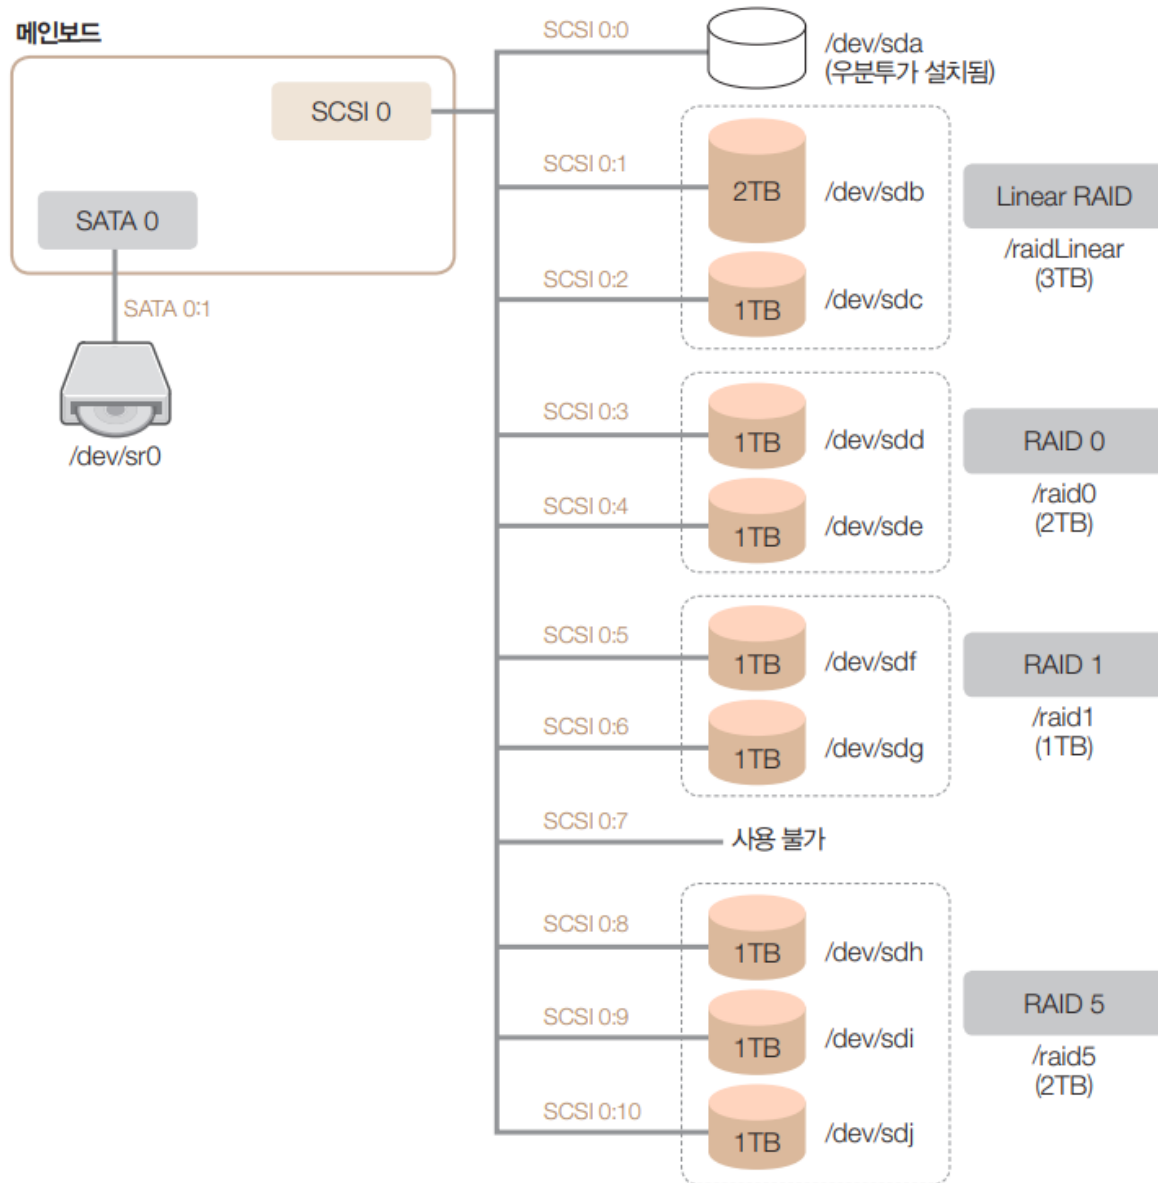 메인보드
SCSI 0
SATA 0
SATA 0:1
/dev/sr0
SCSI 0:0
/dev/sda
(우분투가 설치됨)
SCSI 0:1
2TB
/dev/sdb
SCSI 0:2
1TB
/dev/sdc
Linear RAID
/raidLinear
(3TB)
SCSI 0:3
1TB
/dev/sdd
SCSI 0:4
1TB
/dev/sde
RAID 0
/raid0
(2TB)
SCSI 0:5
1TB
/dev/sdf
SCSI 0:6
1TB
/dev/sdg
RAID 1
/raid1
(1TB)
SCSI 0:7
사용 불가
SCSI 0:8
1TB
/dev/sdh
SCSI 0:9
1TB
/dev/sdi
SCSI 0:10
1TB
/dev/sdj
RAID 5
/raid5
(2TB)